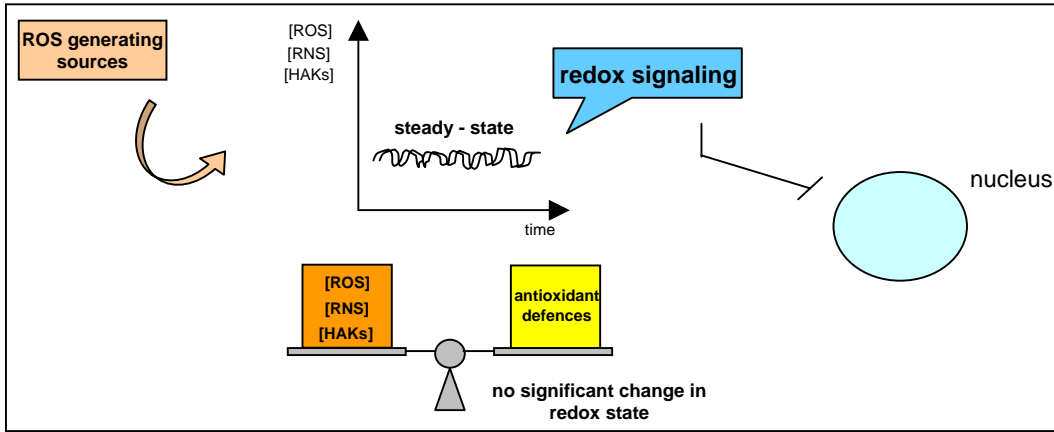 ROS generating
sources
[ROS]
[RNS]
[HAKs]
redox signaling
steady - state
time
nucleus
[ROS]
[RNS]
[HAKs]
antioxidant
defences
no significant change in
redox state